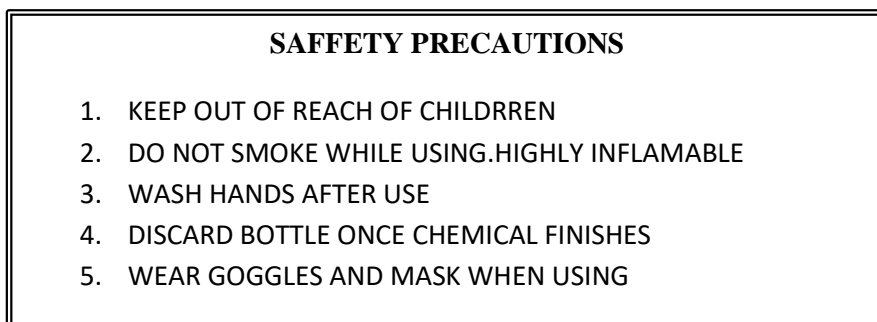 SAFFETY PRECAUTIONS
1. KEEP OUT OF REACH OF CHILDRREN
2. DO NOT SMOKE WHILE USING.HIGHLY INFLAMABLE
3. WASH HANDS AFTER USE
4. DISCARD BOTTLE ONCE CHEMICAL FINISHES
5. WEAR GOGGLES AND MASK WHEN USING